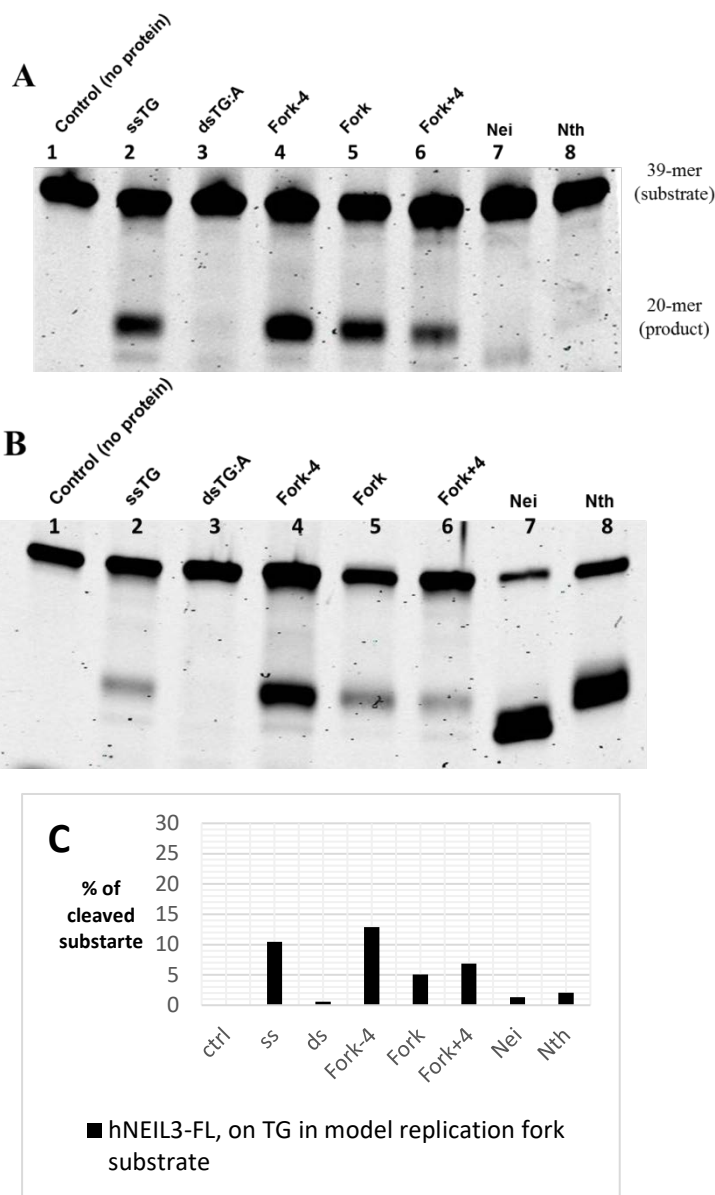 A
Control (no protein)
ssTG
dsTG:A
Fork-4
Fork
Fork+4
Nei
Nth
1 2 3 4 5 6 7 8
39-mer
(substrate)
20-mer
(product)
B
Control (no protein)
ssTG
dsTG:A
Fork-4
Fork
Fork+4
Nei
Nth
1 2 3 4 5 6 7 8
C
% of
cleaved
substarte
30
25
20
15
10
5
0
ctrl
ss
ds
Fork-4
Fork
Fork+4
Nei
Nth
hNEIL3-FL, on TG in model replication fork
substrate